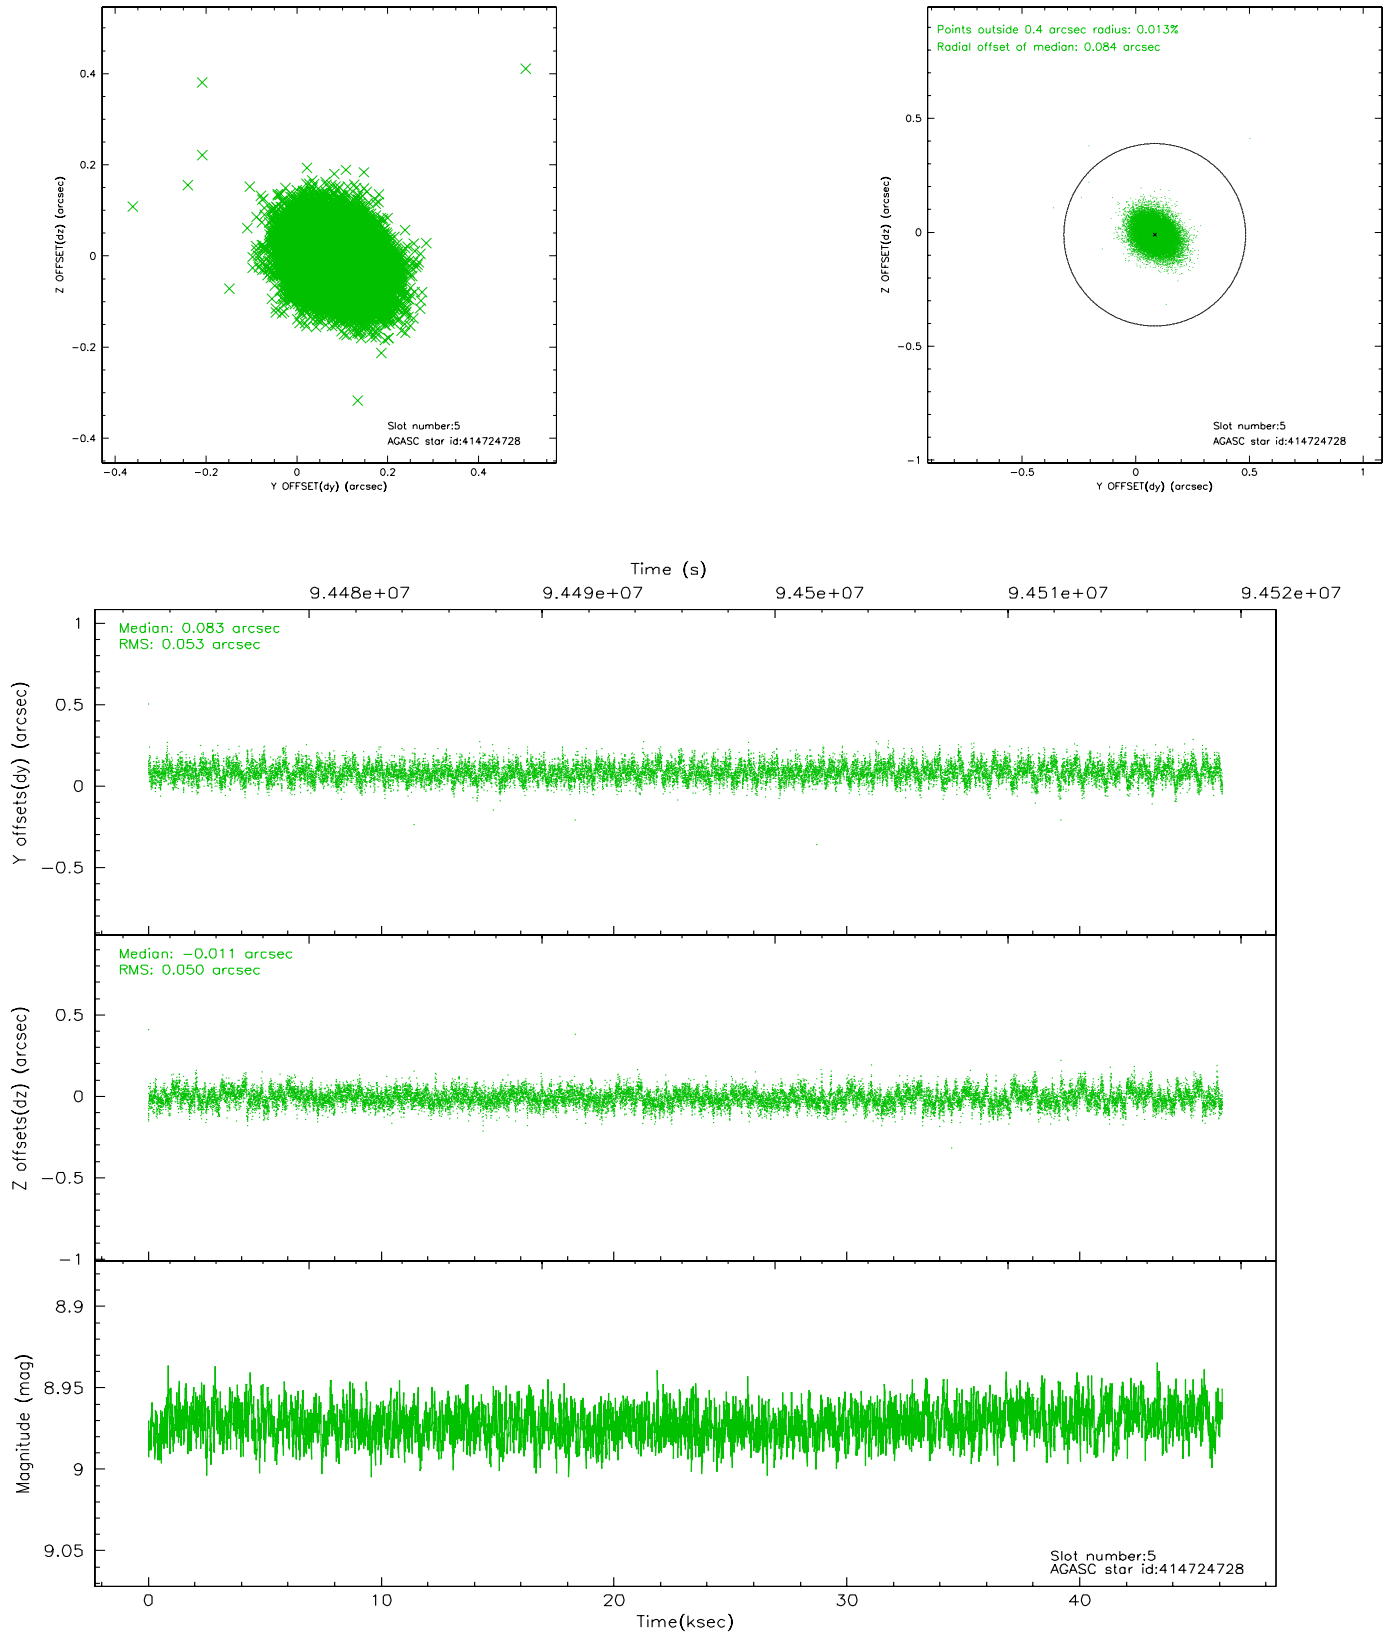 0.4
0.2
0
−0.2
−0.4
Z OFFSET(dz) (arcsec)
Slot number:5
AGASC star id:414724728
−0.4 −0.2 0 0.2 0.4
Y OFFSET(dy) (arcsec)
Points outside 0.4 arcsec radius: 0.013%
Radial offset of median: 0.084 arcsec
0.5
0
−0.5
−1
Z OFFSET(dz) (arcsec)
Slot number:5
AGASC star id:414724728
−0.5 0 0.5 1
Y OFFSET(dy) (arcsec)
Time (s)
9.448e+07 9.449e+07 9.45e+07 9.451e+07 9.452e+07
Median: 0.083 arcsec
RMS: 0.053 arcsec
1
0.5
0
−0.5
Y offsets(dy) (arcsec)
Median: −0.011 arcsec
RMS: 0.050 arcsec
0.5
0
−0.5
−1
Z offsets(dz) (arcsec)
8.9
8.95
9
9.05
Magnitude (mag)
Slot number:5
AGASC star id:414724728
0 10 20 30 40
Time(ksec)